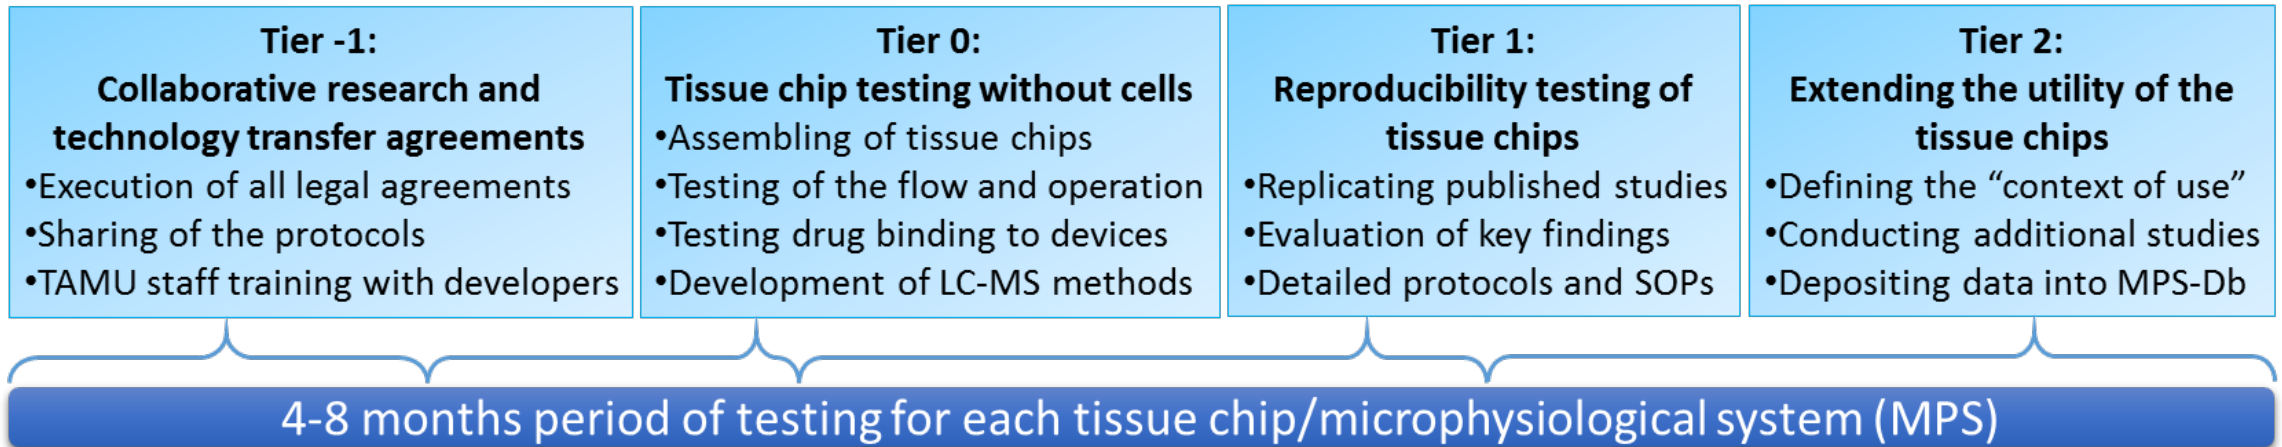 Tier -1:
Collaborative research and
technology transfer agreements
•Execution of all legal agreements
•Sharing of the protocols
•TAMU staff training with developers
Tier 0:
Tissue chip testing without cells
•Assembling of tissue chips
•Testing of the flow and operation
•Testing drug binding to devices
•Development of LC-MS methods
Tier 1:
Reproducibility testing of
tissue chips
•Replicating published studies
•Evaluation of key findings
•Detailed protocols and SOPs
Tier 2:
Extending the utility of the
tissue chips
•Defining the “context of use”
•Conducting additional studies
•Depositing data into MPS-Db
4-8 months period of testing for each tissue chip/microphysiological system (MPS)